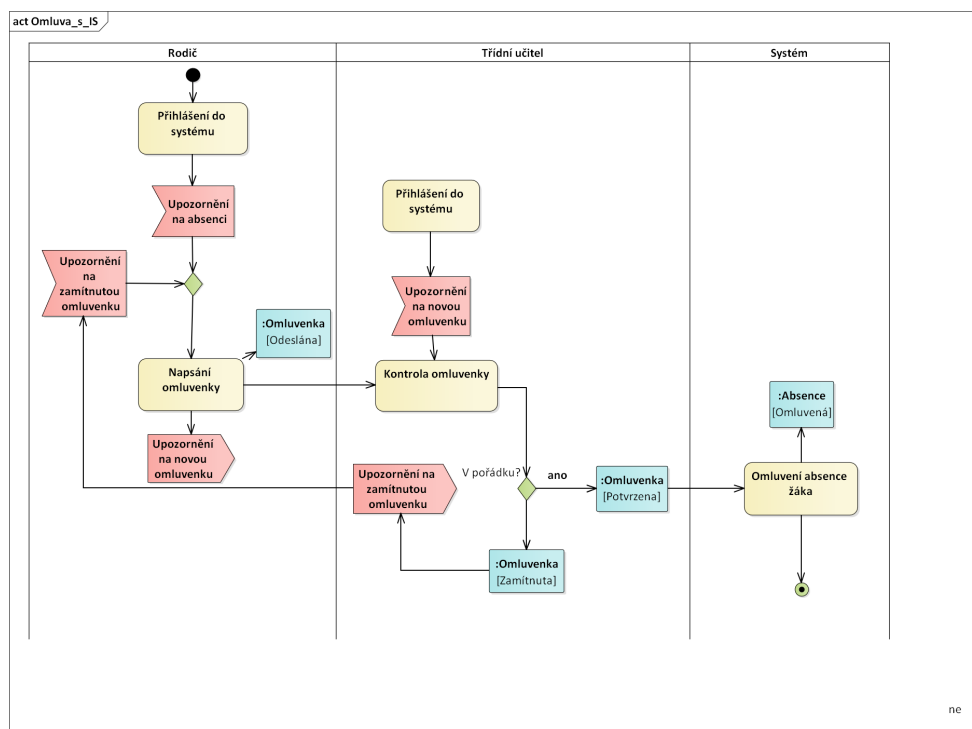 act Omluva_s_IS
Rodič
Třídní učitel
Systém
Přihlášení do
systému
Upozornění
na absenci
Přihlášení do
systému
Upozornění
na
zamítnutou
omluvenku
Upozornění
na novou
omluvenku
:Omluvenka
[Odeslána]
Napsání
omluvenky
Kontrola omluvenky
:Absence
[Omluvená]
Upozornění
na novou
omluvenku
Upozornění na
zamítnutou
omluvenku
V pořádku?
ano
:Omluvenka
[Potvrzena]
Omluvení absence
žáka
:Omluvenka
[Zamítnuta]
ne